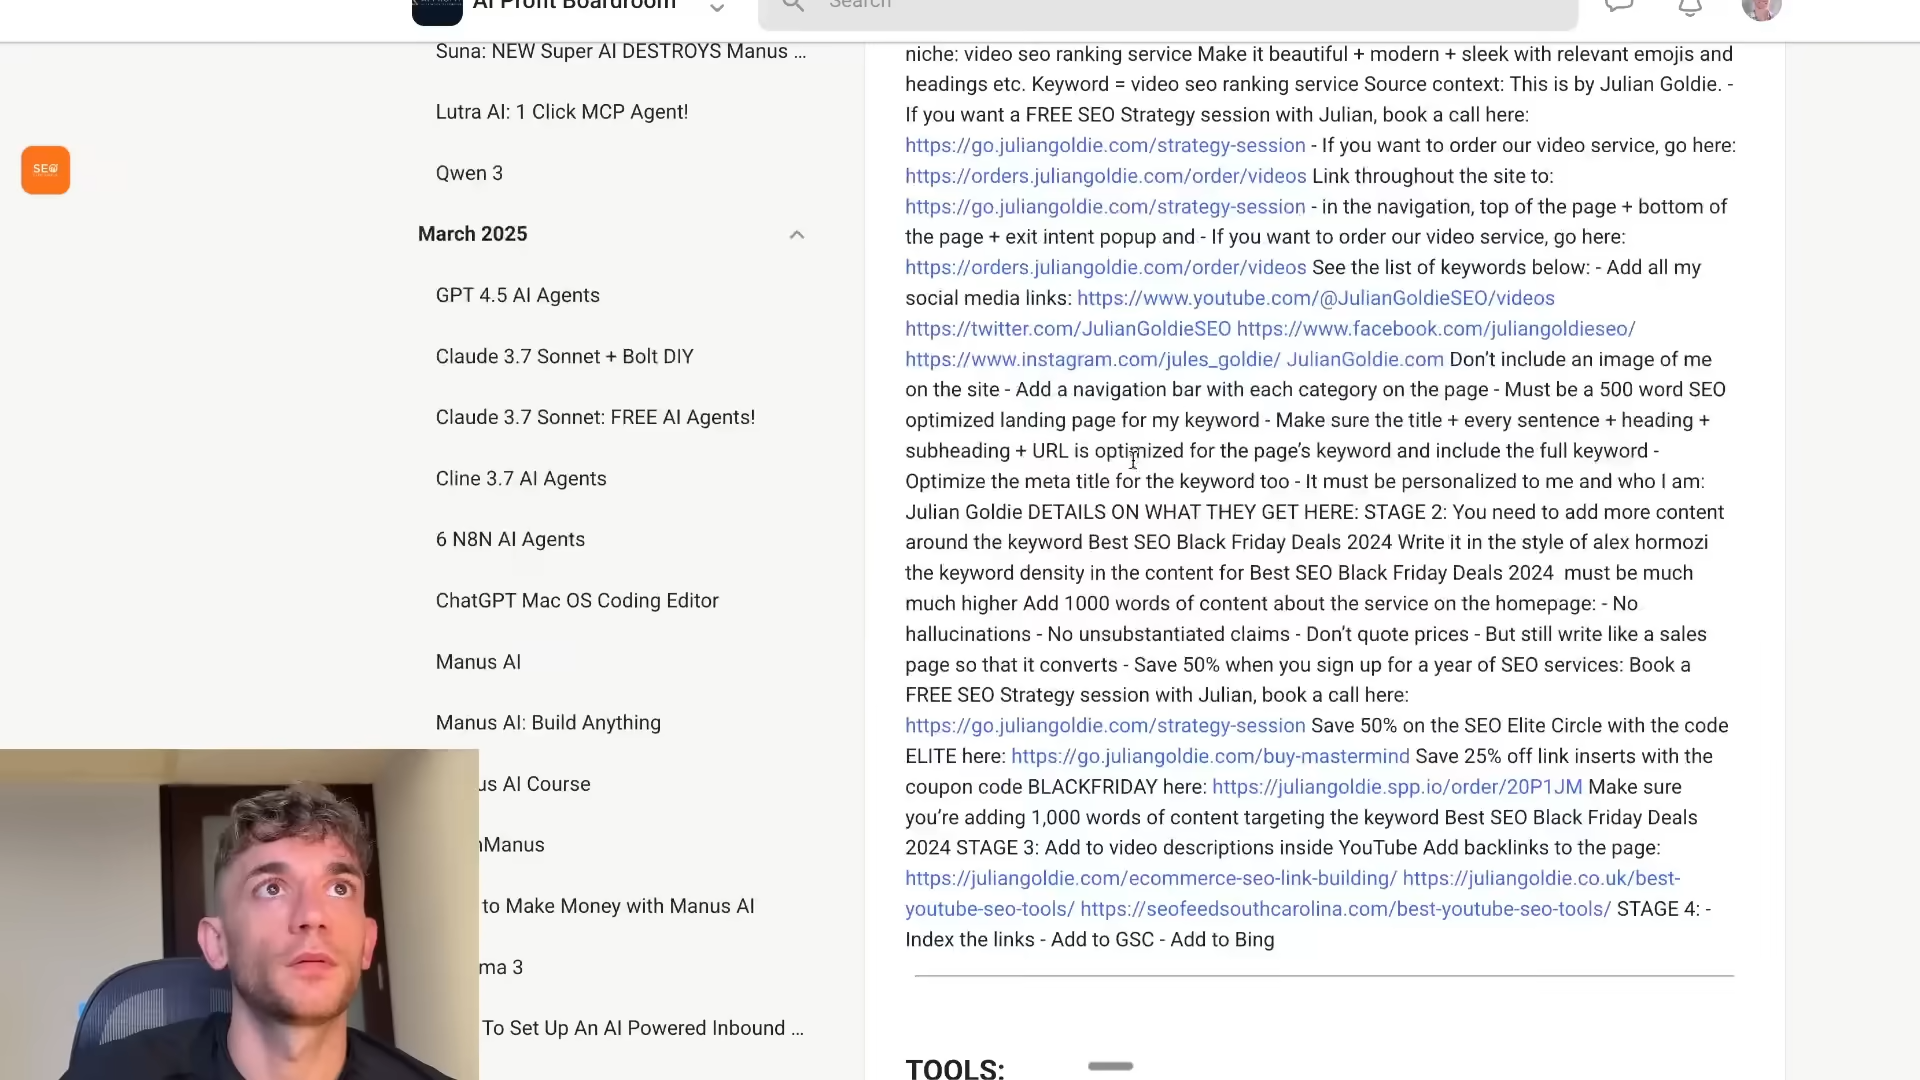 AI Profit Boardroom
Search
Suna: NEW Super AI DESTROYS Manus ...
Lutra AI: 1 Click MCP Agent!
Qwen 3
March 2025
GPT 4.5 AI Agents
Claude 3.7 Sonnet + Bolt DIY
Claude 3.7 Sonnet: FREE AI Agents!
Cline 3.7 AI Agents
6 N8N AI Agents
ChatGPT Mac OS Coding Editor
Manus AI
Manus AI: Build Anything
us AI Course
Manus
to Make Money with Manus AI
ma 3
To Set Up An AI Powered Inbound ...
niche: video seo ranking service Make it beautiful + modern + sleek with relevant emojis and
headings etc. Keyword = video seo ranking service Source context: This is by Julian Goldie. -
If you want a FREE SEO Strategy session with Julian, book a call here:
https://go.juliangoldie.com/strategy-session - If you want to order our video service, go here:
https://orders.juliangoldie.com/order/videos Link throughout the site to:
https://go.juliangoldie.com/strategy-session - in the navigation, top of the page + bottom of
the page + exit intent popup and - If you want to order our video service, go here:
https://orders.juliangoldie.com/order/videos See the list of keywords below: - Add all my
social media links: https://www.youtube.com/@JulianGoldieSEO/videos
https://twitter.com/JulianGoldieSEO https://www.facebook.com/juliangoldieseo/
https://www.instagram.com/jules_goldie/ JulianGoldie.com Don’t include an image of me
on the site - Add a navigation bar with each category on the page - Must be a 500 word SEO
optimized landing page for my keyword - Make sure the title + every sentence + heading +
subheading + URL is optimized for the page’s keyword and include the full keyword -
Optimize the meta title for the keyword too - It must be personalized to me and who I am:
Julian Goldie DETAILS ON WHAT THEY GET HERE: STAGE 2: You need to add more content
around the keyword Best SEO Black Friday Deals 2024 Write it in the style of alex hormozi
the keyword density in the content for Best SEO Black Friday Deals 2024 must be much
much higher Add 1000 words of content about the service on the homepage: - No
hallucinations - No unsubstantiated claims - Don’t quote prices - But still write like a sales
page so that it converts - Save 50% when you sign up for a year of SEO services: Book a
FREE SEO Strategy session with Julian, book a call here:
https://go.juliangoldie.com/strategy-session Save 50% on the SEO Elite Circle with the code
ELITE here: https://go.juliangoldie.com/buy-mastermind Save 25% off link inserts with the
coupon code BLACKFRIDAY here: https://juliangoldie.spp.io/order/20P1JM Make sure
you’re adding 1,000 words of content targeting the keyword Best SEO Black Friday Deals
2024 STAGE 3: Add to video descriptions inside YouTube Add backlinks to the page:
https://juliangoldie.com/ecommerce-seo-link-building/ https://juliangoldie.co.uk/best-
youtube-seo-tools/ https://seofeedsouthcarolina.com/best-youtube-seo-tools/ STAGE 4: -
Index the links - Add to GSC - Add to Bing
TOOLS: